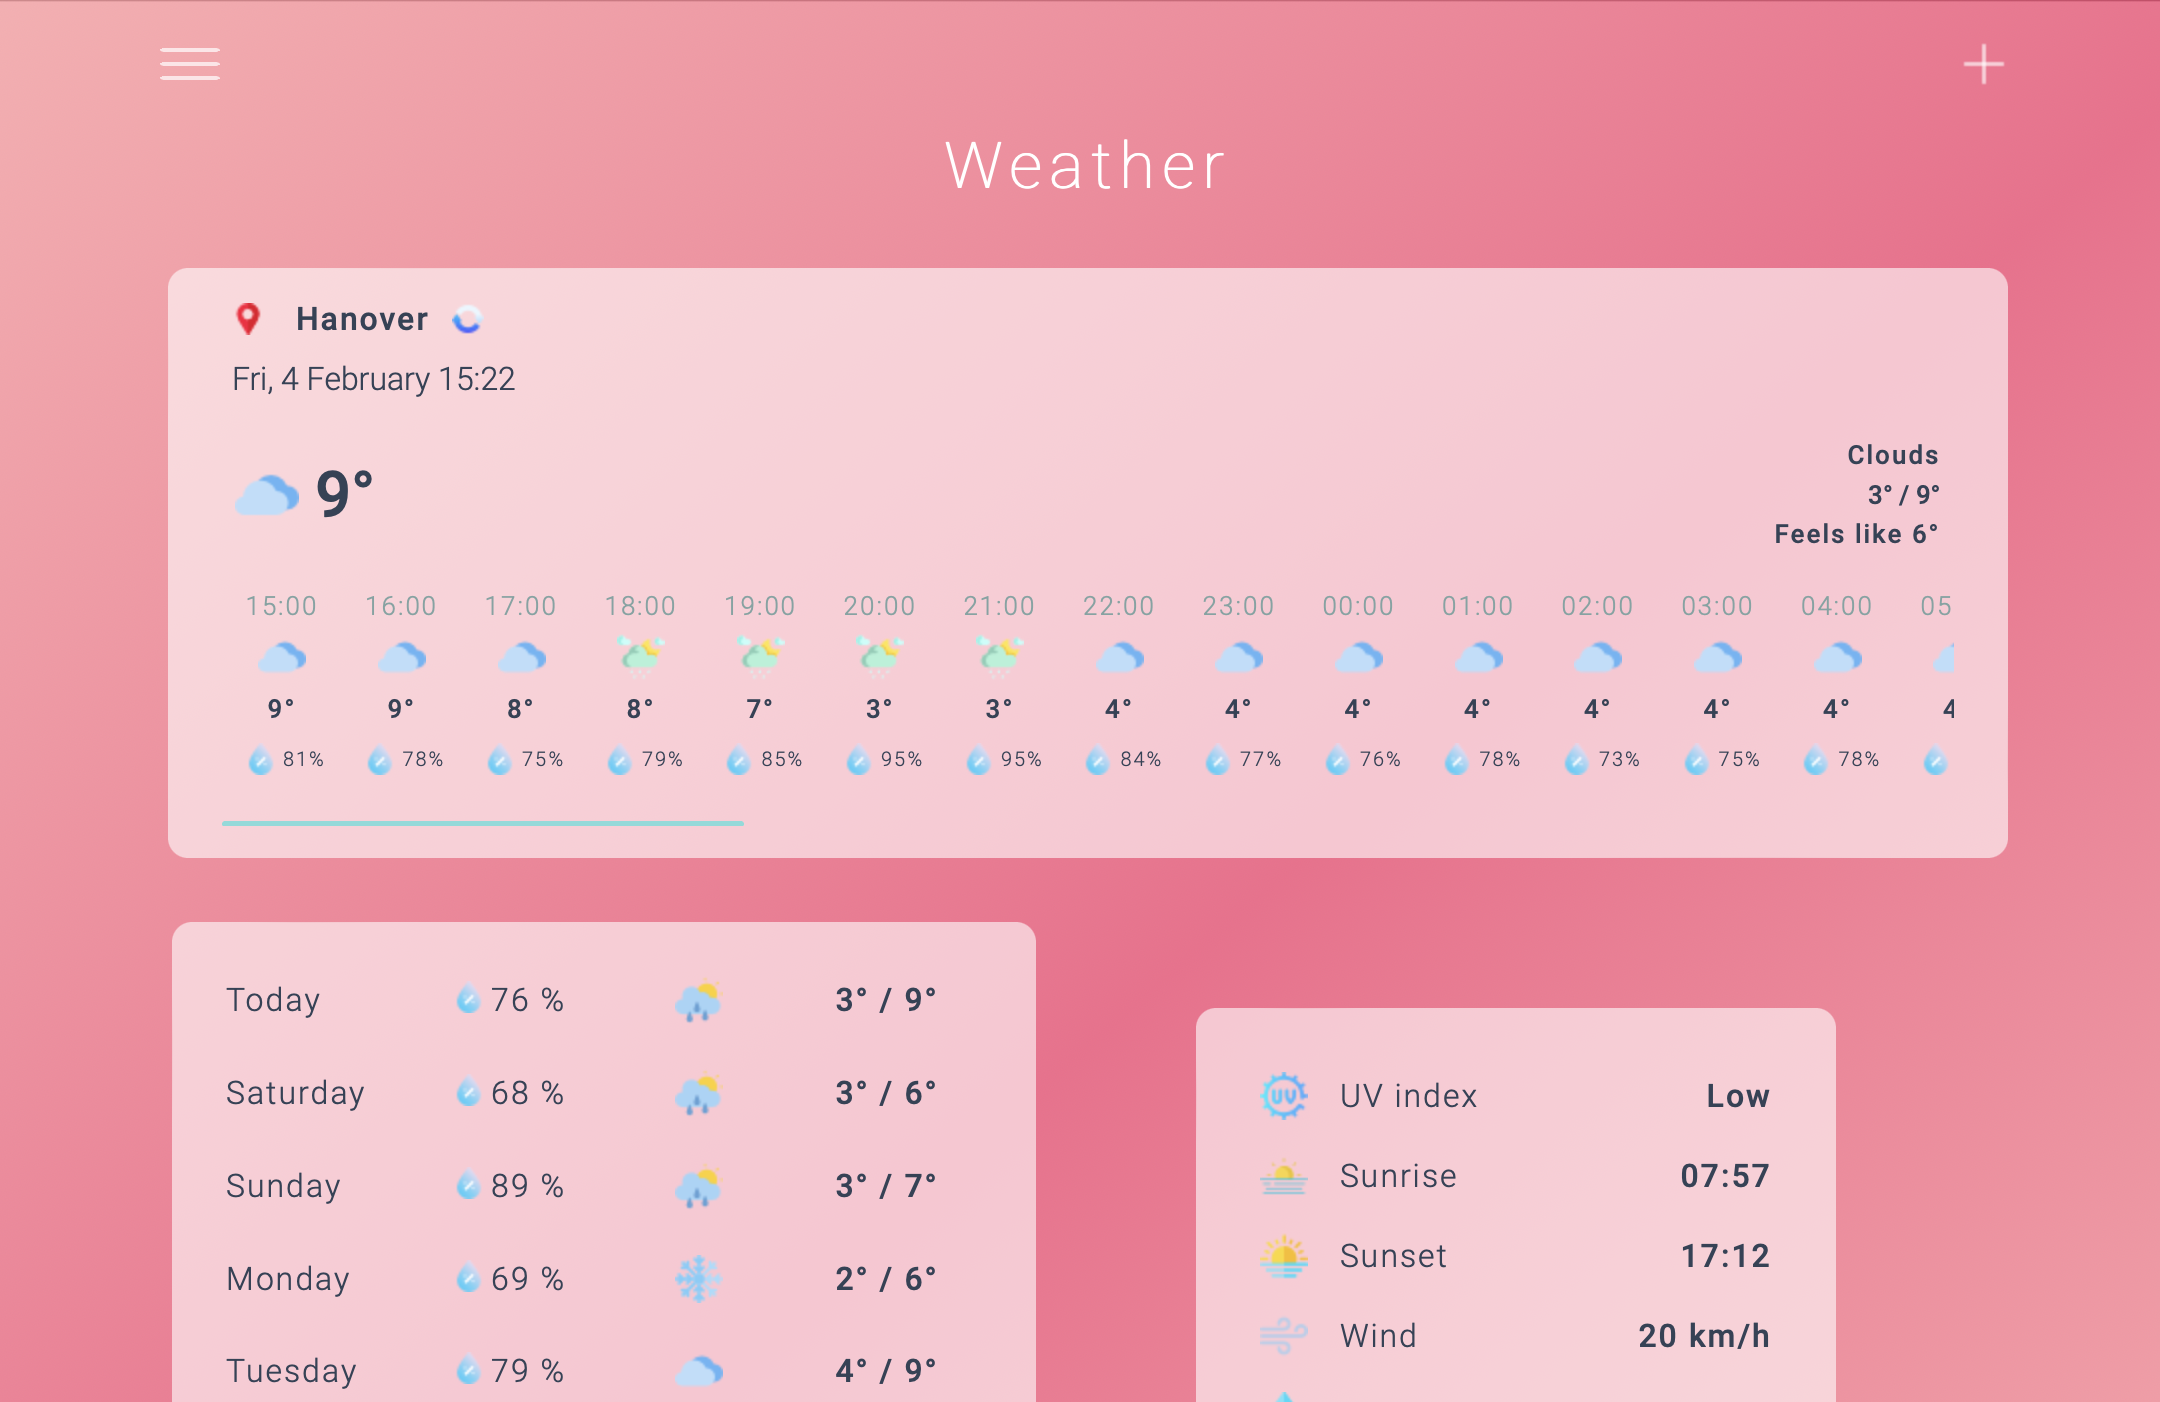 Weather
Hanover
Fri, 4 February 15:22
9°
Clouds
3° / 9°
Feels like 6°
15:00 16:00 17:00 18:00 19:00 20:00 21:00 22:00 23:00 00:00 01:00 02:00 03:00 04:00 05
9° 9° 8° 8° 7° 3° 3° 4° 4° 4° 4° 4° 4° 4° 4
81% 78% 75% 79% 85% 95% 95% 84% 77% 76% 78% 73% 75% 78%
Today 76 % 3° / 9°
Saturday 68 % 3° / 6°
Sunday 89 % 3° / 7°
Monday 69 % 2° / 6°
Tuesday 79 % 4° / 9°
UV UV index Low
Sunrise 07:57
Sunset 17:12
Wind 20 km/h